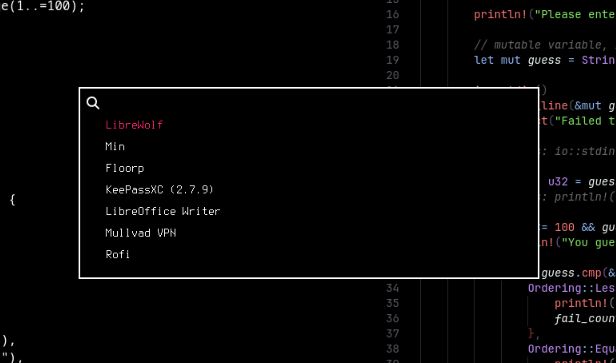 e(1..=100);
{
),
"),
LibreWolf
Min
Floorp
KeePassXC (2.7.9)
LibreOffice Writer
Mullvad VPN
Rofi
16 println!("Please ente
17
18 // mutable variable,
19 let mut guess = Strin
line(&mut g
("Failed t
: io::stdin
u32 = gues
: println!(
= 100 && gu
n!("You gue
guess.cmp(&
34 Ordering::Les
35 println!(
36 fail_coun
37 },
38 Ordering::Equ
println!(